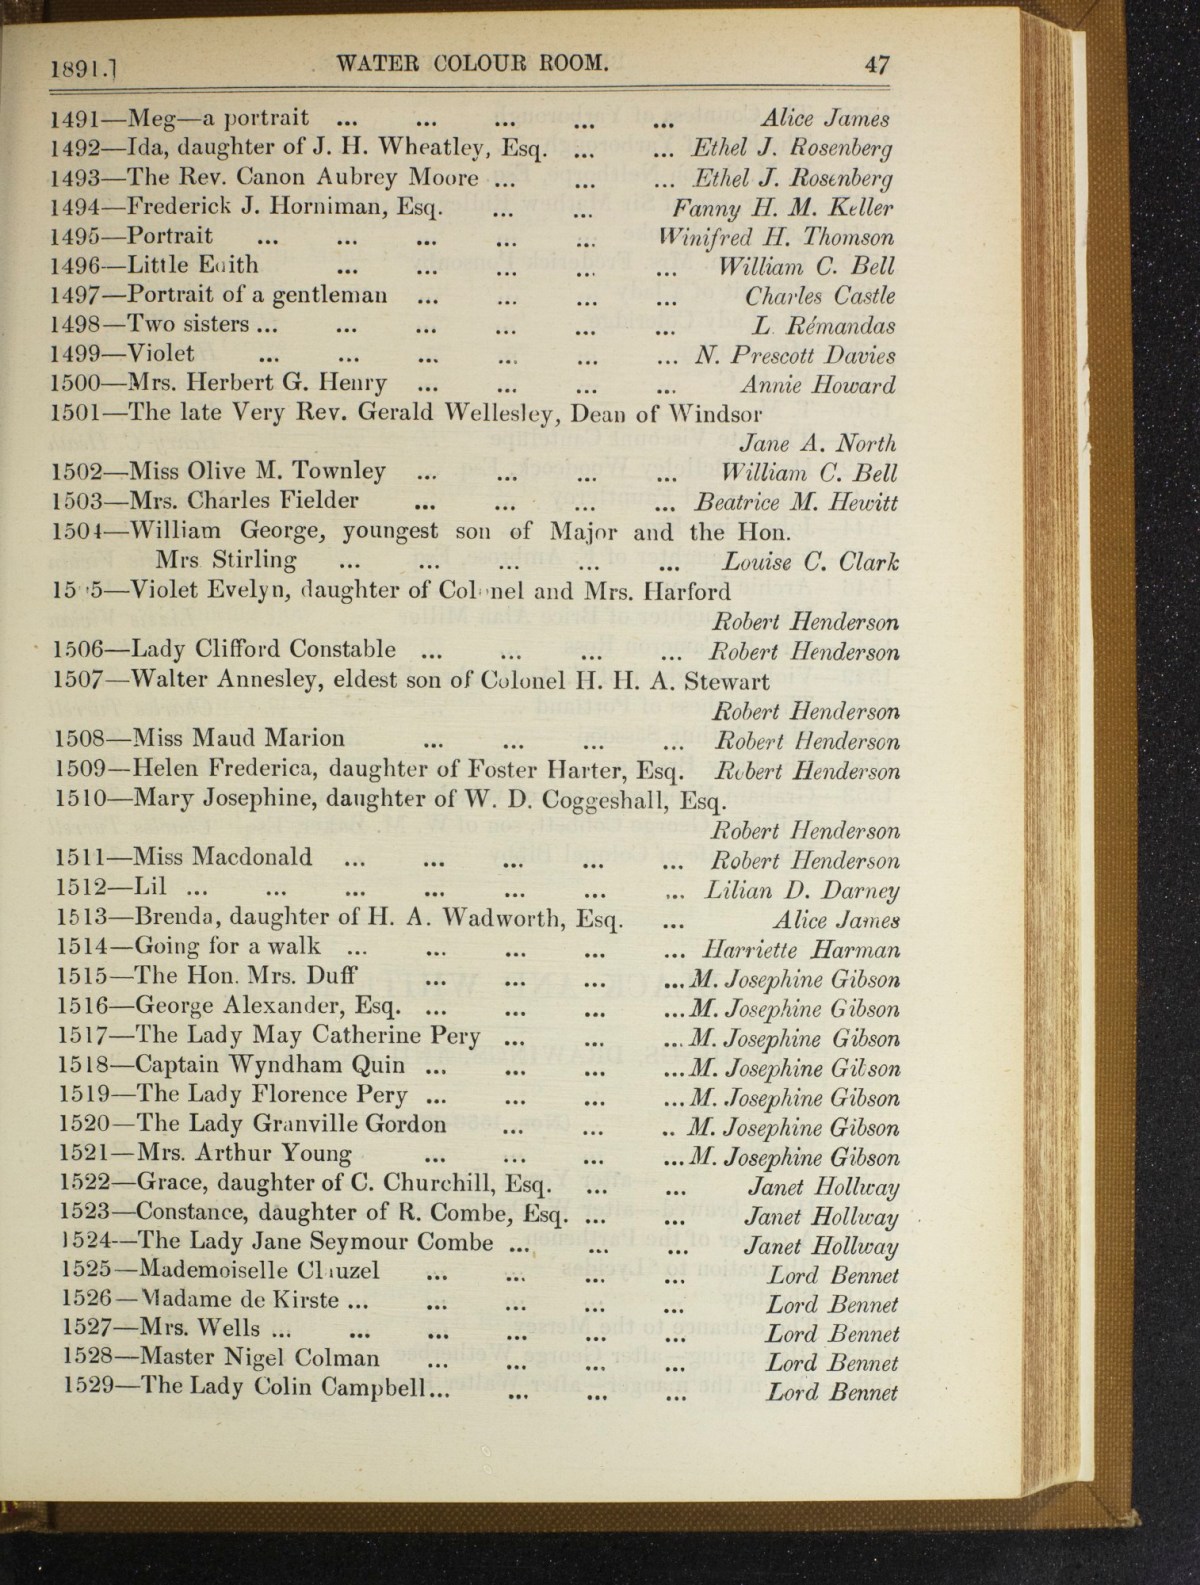 1891.]
WATER COLOUR ROOM.
47
1491—Meg—a portrait ... ... ... ... ... Alice James
1492—Ida, daughter of J. H. Wheatley, Esq. ... ... Ethel J. Rosenberg
1493—The Rev. Canon Aubrey Moore ... ... ... Ethel J. Rosenberg
1494—Frederick J. Horniman, Esq. ... ... Fanny H. M. Keller
1495—Portrait ... ... ... ... ... Winifred H. Thomson
1496—Little Edith ... ... ... ... ... William C. Bell
1497—Portrait of a gentleman ... ... ... ... Charles Castle
1498—Two sisters ... ... ... ... ... ... L. Rémandas
1499—Violet ... ... ... ... ... ... N. Prescott Davies
1500—Mrs. Herbert G. Henry ... ... ... ... Annie Howard
1501—The late Very Rev. Gerald Wellesley, Dean of Windsor
Jane A. North
1502—Miss Olive M. Townley ... ... ... ... William C. Bell
1503—Mrs. Charles Fielder ... ... ... ... Beatrice M. Hewitt
1504—William George, youngest son of Major and the Hon.
Mrs Stirling ... ... ... ... ... Louise C. Clark
1505—Violet Evelyn, daughter of Colonel and Mrs. Harford
Robert Henderson
1506—Lady Clifford Constable ... ... ... ... Robert Henderson
1507—Walter Annesley, eldest son of Colonel H. H. A. Stewart
Robert Henderson
1508—Miss Maud Marion ... ... ... ... Robert Henderson
1509—Helen Frederica, daughter of Foster Harter, Esq. Robert Henderson
1510—Mary Josephine, daughter of W. D. Coggeshall, Esq.
Robert Henderson
1511—Miss Macdonald ... ... ... ... ... Robert Henderson
1512—Lil ... ... ... ... ... ... ... Lilian D. Darney
1513—Brenda, daughter of H. A. Wadworth, Esq. ... Alice James
1514—Going for a walk ... ... ... ... ... Harriette Harman
1515—The Hon. Mrs. Duff ... ... ... ... M. Josephine Gibson
1516—George Alexander, Esq. ... ... ... ... M. Josephine Gibson
1517—The Lady May Catherine Pery ... ... ... M. Josephine Gibson
1518—Captain Wyndham Quin ... ... ... ... M. Josephine Gibson
1519—The Lady Florence Pery ... ... ... ... M. Josephine Gibson
1520—The Lady Granville Gordon ... ... .. M. Josephine Gibson
1521—Mrs. Arthur Young ... ... ... ... M. Josephine Gibson
1522—Grace, daughter of C. Churchill, Esq. ... ... Janet Hollway
1523—Constance, daughter of R. Combe, Esq. ... ... Janet Hollway
1524—The Lady Jane Seymour Combe ... ... ... Janet Hollway
1525—Mademoiselle Clauzel ... ... ... ... Lord Bennet
1526—Madame de Kirste ... ... ... ... ... Lord Bennet
1527—Mrs. Wells ... ... ... ... ... ... Lord Bennet
1528—Master Nigel Colman ... ... ... ... Lord Bennet
1529—The Lady Colin Campbell ... ... ... ... Lord Bennet